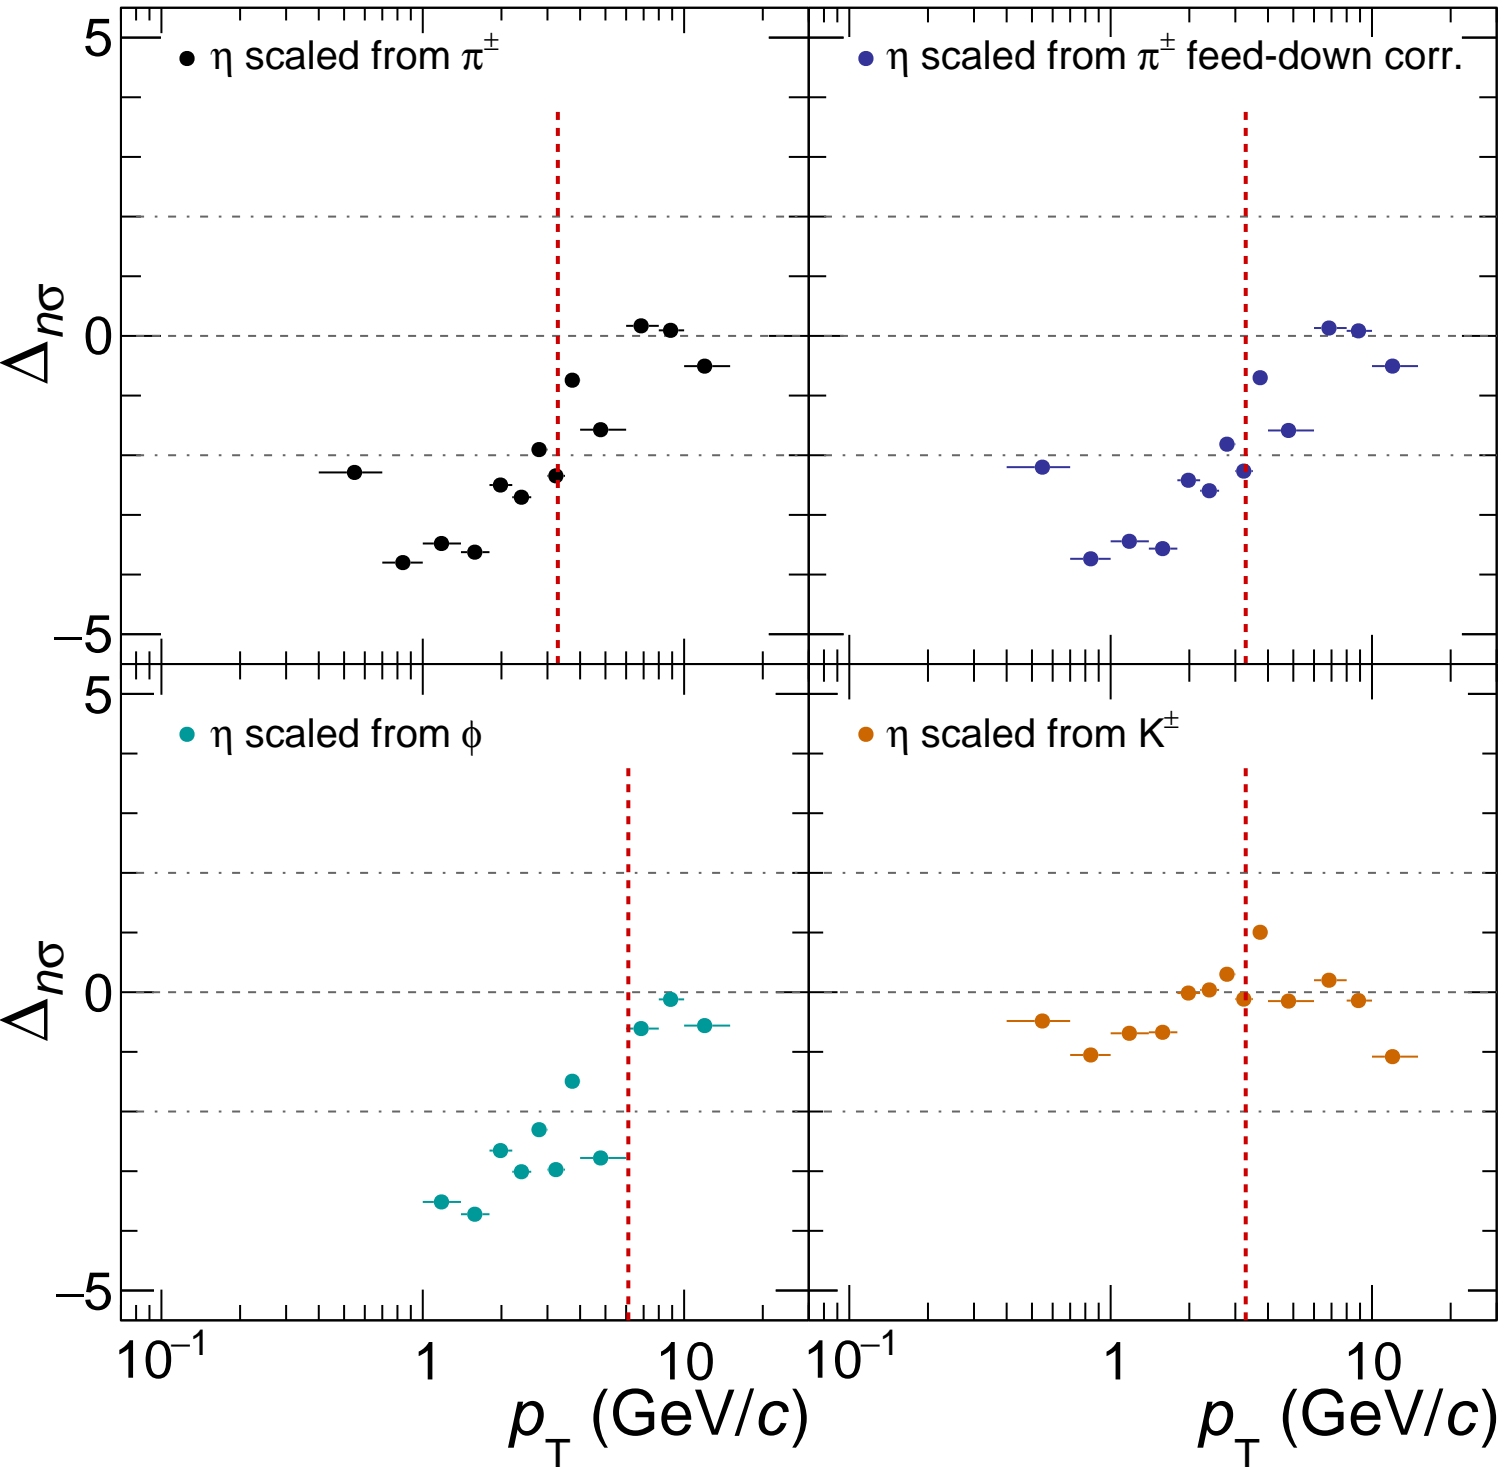 5
η scaled from π±
η scaled from π± feed-down corr.
Δnσ
0
−5
5
η scaled from ϕ
η scaled from K±
Δnσ
0
−5
10−1 1 10 10−1 1 10
pT (GeV/c) pT (GeV/c)